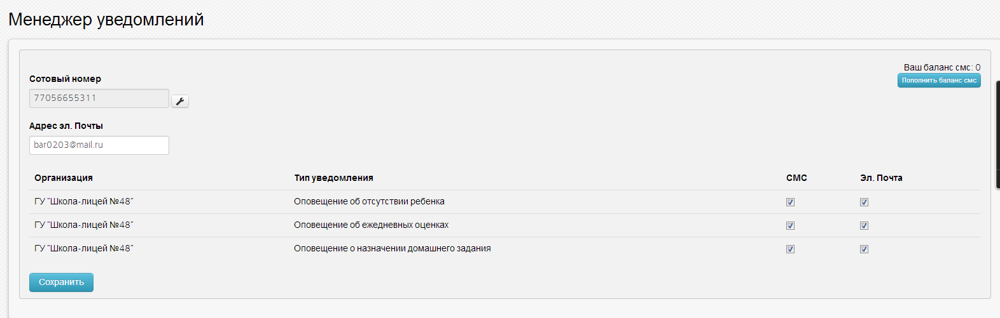 Менеджер уведомлений
Ваш баланс смс: 0
Пополнить баланс смс
Сотовый номер
77056655311
Адрес эл. Почты
bar0203@mail.ru
Организация Тип уведомления СМС Эл. Почта
ГУ "Школа-лицей №48" Оповещение об отсутствии ребенка
ГУ "Школа-лицей №48" Оповещение об ежедневных оценках
ГУ "Школа-лицей №48" Оповещение о назначении домашнего задания
Сохранить